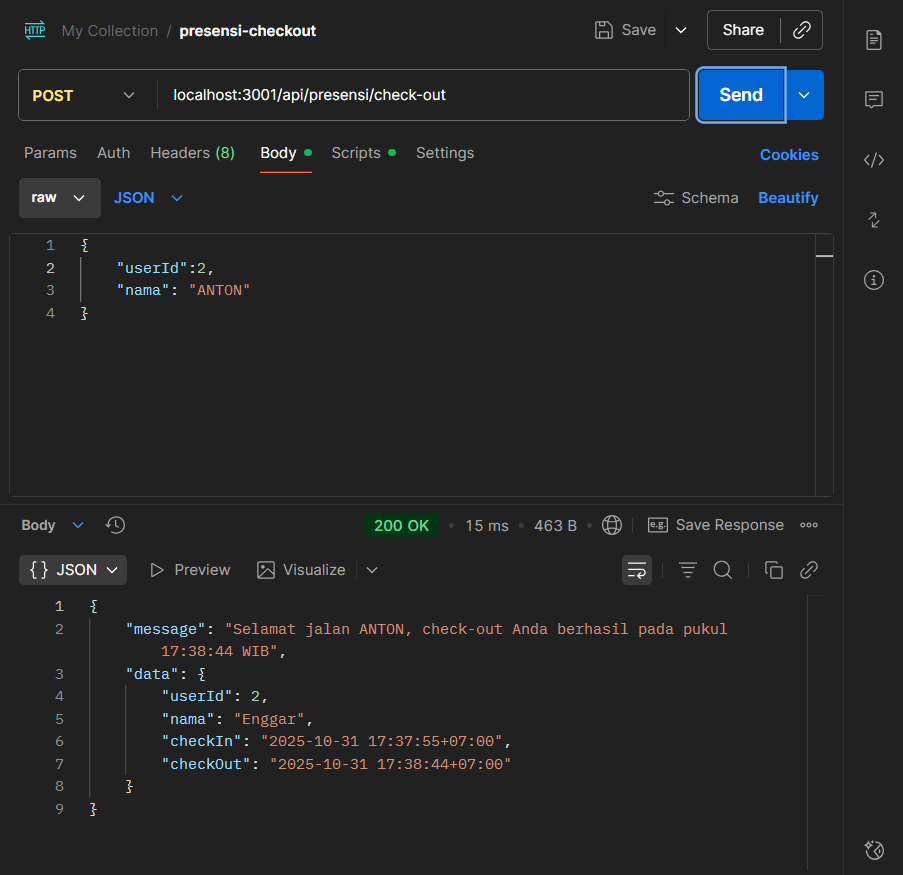 HTTP My Collection / presensi-checkout Save Share
POST localhost:3001/api/presensi/check-out Send
Params Auth Headers (8) Body Scripts Settings Cookies
raw JSON Schema Beautify
1 {
2 "userId":2,
3 "nama": "ANTON"
4 }
Body 200 OK • 15 ms • 463 B • e.g. Save Response
{} JSON Preview Visualize
1 {
2 "message": "Selamat jalan ANTON, check-out Anda berhasil pada pukul
17:38:44 WIB",
3 "data": {
4 "userId": 2,
5 "nama": "Enggar",
6 "checkIn": "2025-10-31 17:37:55+07:00",
7 "checkOut": "2025-10-31 17:38:44+07:00"
8 }
9 }